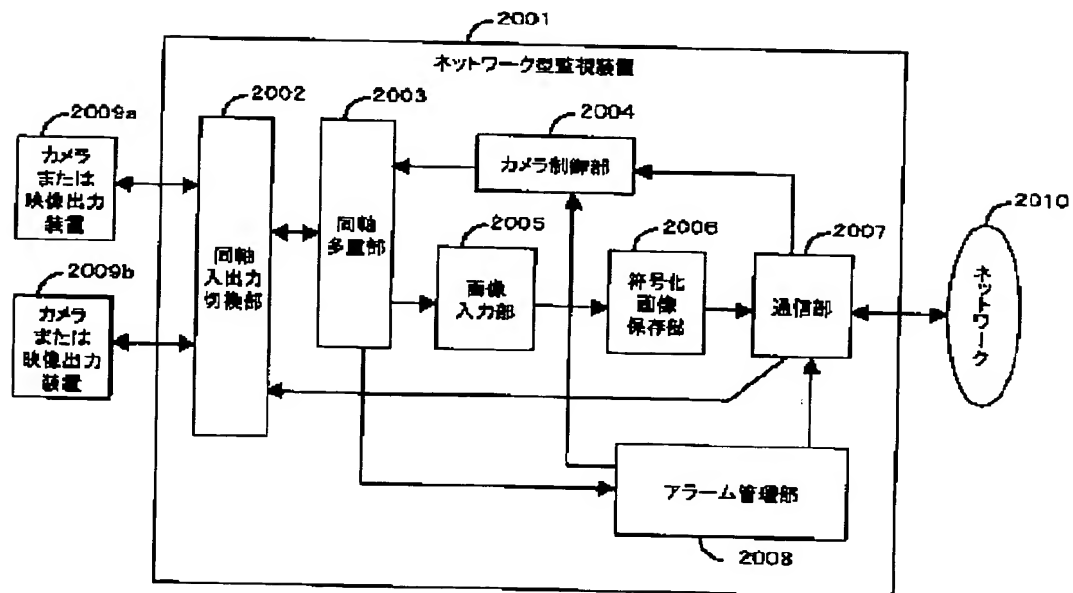 2001
ネットワーク型監視装置
2002
2003
2004
2009a
カメラ
または
映像出力
装置
同軸
入出力
切換部
同軸
多重部
カメラ制御部
2005
画像
入力部
2006
符号化
画像
保存部
2007
通信部
2010
ネットワーク
2009b
カメラ
または
映像出力
装置
アラーム管理部
2008